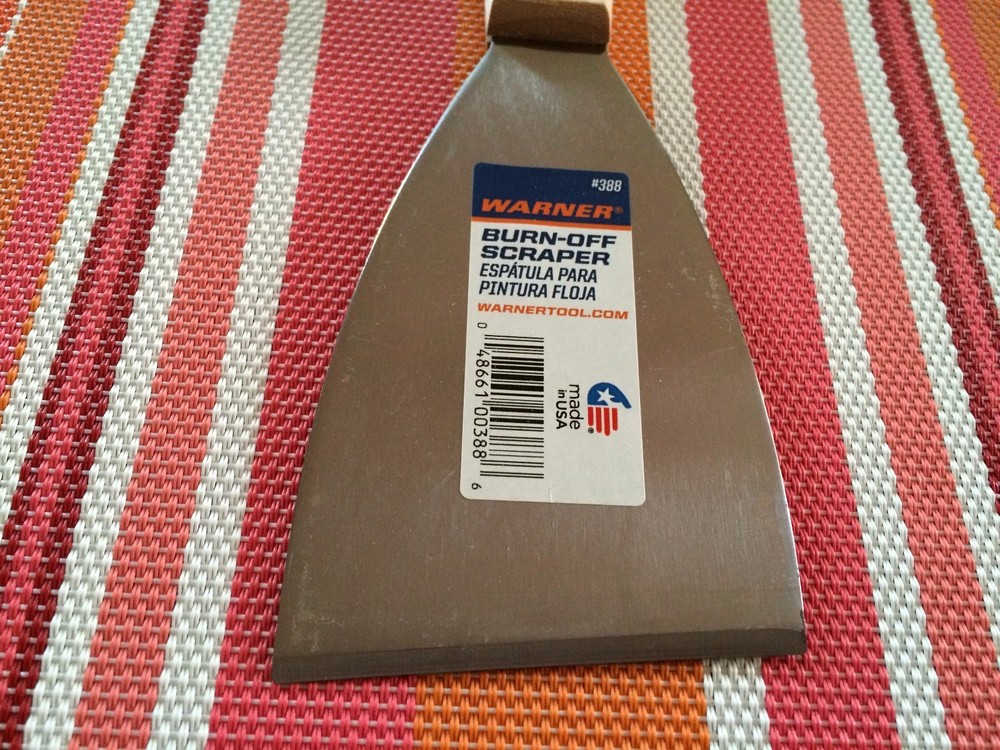 #388
WARNER®
BURN-OFF
SCRAPER
ESPÁTULA PARA
PINTURA FLOJA
WARNERTOOL.COM
0 48661 00388 6
made
in USA
®